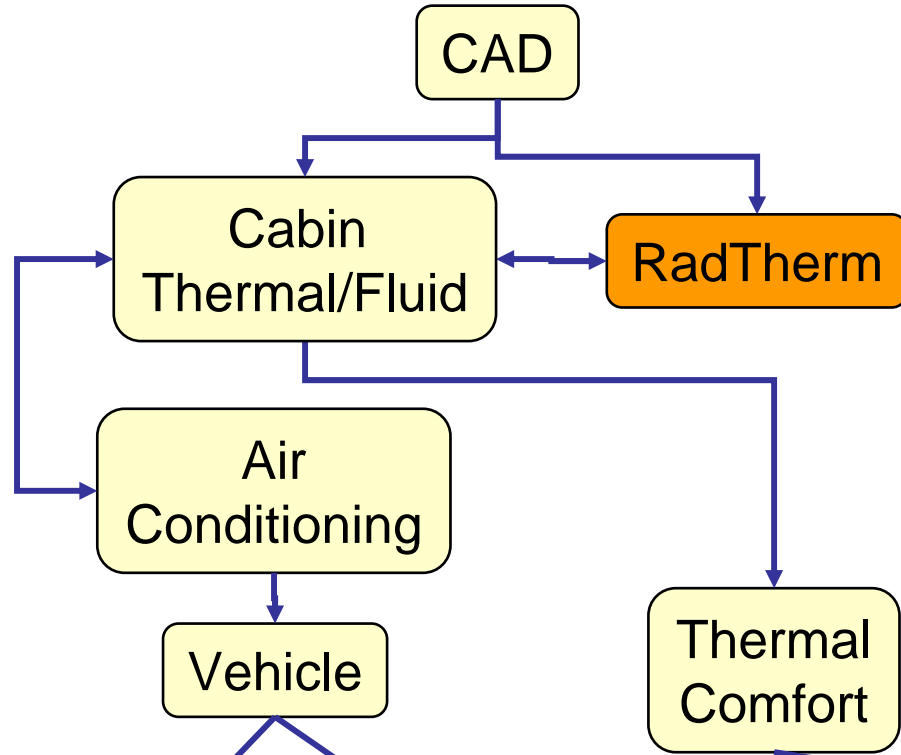 CAD
Cabin
Thermal/Fluid
RadTherm
Air
Conditioning
Vehicle
Thermal
Comfort